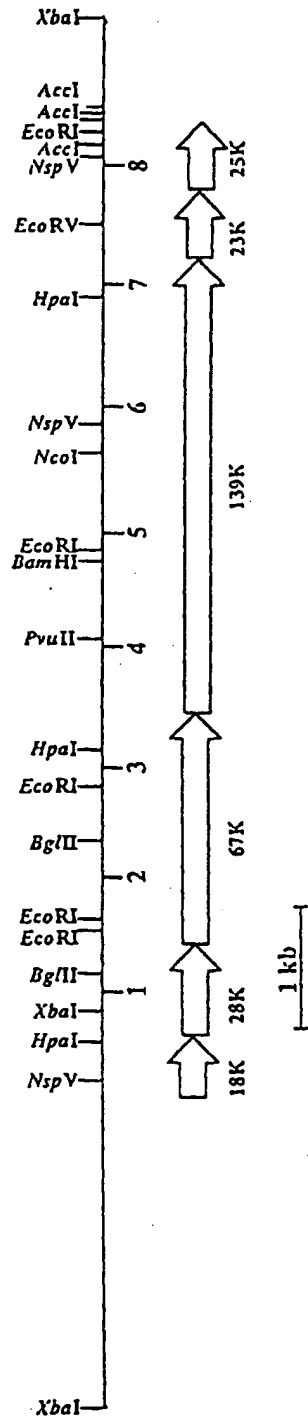 XbaI
NspV
HpaI
XbaI
BglII
EcoRI
EcoRI
BglII
EcoRI
HpaI
PvuII
BamHI
EcoRI
NcoI
NspV
HpaI
EcoRV
NspV
AccI
EcoRI
AccI
AccI
XbaI
1
2
3
4
5
6
7
8
18K
28K
67K
139K
23K
25K
1 kb